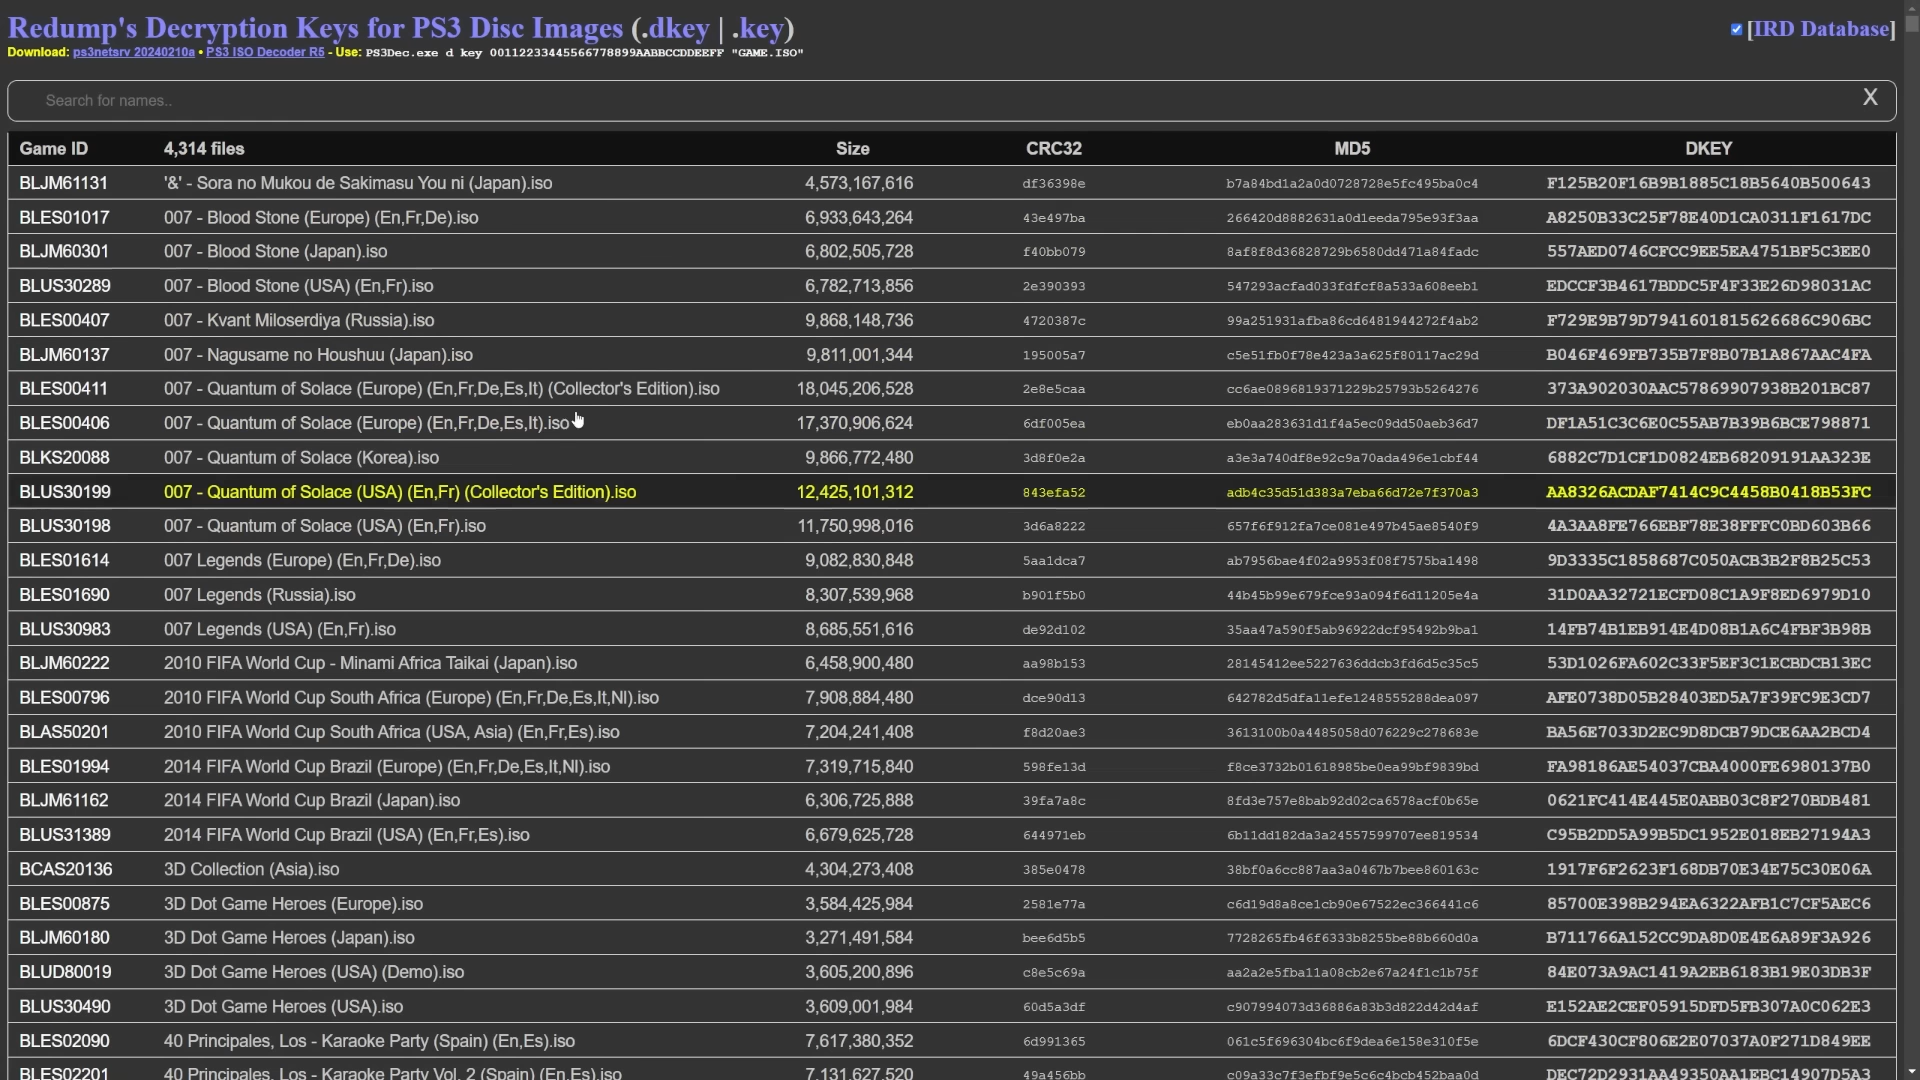 Redump's Decryption Keys for PS3 Disc Images (.dkey | .key) [IRD Database]
Download: ps3netsrv 20240210a • PS3 ISO Decoder R5 - Use: PS3Dec.exe d key 00112233445566778899AABBCCDDEEFF "GAME.ISO"
Search for names.. X
Game ID 4,314 files Size CRC32 MD5 DKEY
BLJM61131 '&' - Sora no Mukou de Sakimasu You ni (Japan).iso 4,573,167,616 df36398e b7a84bd1a2a0d0728728e5fc495ba0c4 F125B20F16B9B1885C18B5640B500643
BLES01017 007 - Blood Stone (Europe) (En,Fr,De).iso 6,933,643,264 43e497ba 266420d8882631a0d1eeda795e93f3aa A8250B33C25F78E40D1CA0311F1617DC
BLJM60301 007 - Blood Stone (Japan).iso 6,802,505,728 f40bb079 8af8f8d36828729b6580dd471a84fadc 557AED0746CFCC9EE5EA4751BF5C3EE0
BLUS30289 007 - Blood Stone (USA) (En,Fr).iso 6,782,713,856 2e390393 547293acfad033fdfcf8a533a608eeb1 EDCCF3B4617BDDC5F4F33E26D98031AC
BLES00407 007 - Kvant Miloserdiya (Russia).iso 9,868,148,736 4720387c 99a251931afba86cd6481944272f4ab2 F729E9B79D7941601815626686C906BC
BLJM60137 007 - Nagusame no Houshuu (Japan).iso 9,811,001,344 195005a7 c5e51fb0f78e423a3a625f80117ac29d B046F469FB735B7F8B07B1A867AAC4FA
BLES00411 007 - Quantum of Solace (Europe) (En,Fr,De,Es,It) (Collector's Edition).iso 18,045,206,528 2e8e5caa cc6ae0896819371229b25793b5264276 373A902030AAC57869907938B201BC87
BLES00406 007 - Quantum of Solace (Europe) (En,Fr,De,Es,It).iso 17,370,906,624 6df005ea eb0aa283631d1f4a5ec09dd50aeb36d7 DF1A51C3C6E0C55AB7B39B6BCE798871
BLKS20088 007 - Quantum of Solace (Korea).iso 9,866,772,480 3d8f0e2a a3e3a740df8e92c9a70ada496e1cbf44 6882C7D1CF1D0824EB68209191AA323E
BLUS30199 007 - Quantum of Solace (USA) (En,Fr) (Collector's Edition).iso 12,425,101,312 843efa52 adb4c35d51d383a7eba66d72e7f370a3 AA8326ACDAF7414C9C4458B0418B53FC
BLUS30198 007 - Quantum of Solace (USA) (En,Fr).iso 11,750,998,016 3d6a8222 657f6f912fa7ce081e497b45ae8540f9 4A3AA8FE766EBF78E38FFFC0BD603B66
BLES01614 007 Legends (Europe) (En,Fr,De).iso 9,082,830,848 5aa1dca7 ab7956bae4f02a9953f08f7575ba1498 9D3335C1858687C050ACB3B2F8B25C53
BLES01690 007 Legends (Russia).iso 8,307,539,968 b901f5b0 44b45b99e679fce93a094f6d11205e4a 31D0AA32721ECFD08C1A9F8ED6979D10
BLUS30983 007 Legends (USA) (En,Fr).iso 8,685,551,616 de92d102 35aa47a590f5ab96922dcf95492b9ba1 14FB74B1EB914E4D08B1A6C4FBF3B98B
BLJM60222 2010 FIFA World Cup - Minami Africa Taikai (Japan).iso 6,458,900,480 aa98b153 28145412ee5227636ddcb3fd6d5c35c5 53D1026FA602C33F5EF3C1ECBDCB13EC
BLES00796 2010 FIFA World Cup South Africa (Europe) (En,Fr,De,Es,It,Nl).iso 7,908,884,480 dce90d13 642782d5dfa11efe1248555288dea097 AFE0738D05B28403ED5A7F39FC9E3CD7
BLAS50201 2010 FIFA World Cup South Africa (USA, Asia) (En,Fr,Es).iso 7,204,241,408 f8d20ae3 3613100b0a4485058d076229c278683e BA56E7033D2EC9D8DCB79DCE6AA2BCD4
BLES01994 2014 FIFA World Cup Brazil (Europe) (En,Fr,De,Es,It,Nl).iso 7,319,715,840 598fe13d f8ce3732b01618985be0ea99bf9839bd FA98186AE54037CBA4000FE6980137B0
BLJM61162 2014 FIFA World Cup Brazil (Japan).iso 6,306,725,888 39fa7a8c 8fd3e757e8bab92d02ca6578acf0b65e 0621FC414E445E0ABB03C8F270BDB481
BLUS31389 2014 FIFA World Cup Brazil (USA) (En,Fr,Es).iso 6,679,625,728 644971eb 6b11dd182da3a24557599707ee819534 C95B2DD5A99B5DC1952E018EB27194A3
BCAS20136 3D Collection (Asia).iso 4,304,273,408 385e0478 38bf0a6cc887aa3a0467b7bee860163c 1917F6F2623F168DB70E34E75C30E06A
BLES00875 3D Dot Game Heroes (Europe).iso 3,584,425,984 2581e77a c6d19d8a8ce1cb90e67522ec366441c6 85700E398B294EA6322AFB1C7CF5AEC6
BLJM60180 3D Dot Game Heroes (Japan).iso 3,271,491,584 bee6d5b5 7728265fb46f6333b8255be88b660d0a B711766A152CC9DA8D0E4E6A89F3A926
BLUD80019 3D Dot Game Heroes (USA) (Demo).iso 3,605,200,896 c8e5c69a aa2a2e5fba11a08cb2e67a24f1c1b75f 84E073A9AC1419A2EB6183B19E03DB3F
BLUS30490 3D Dot Game Heroes (USA).iso 3,609,001,984 60d5a3df c907994073d36886a83b3d822d42d4af E152AE2CEF05915DFD5FB307A0C062E3
BLES02090 40 Principales, Los - Karaoke Party (Spain) (En,Es).iso 7,617,380,352 6d991365 061c5f696304bc6f9dea6e158e310f5e 6DCF430CF806E2E07037A0F271D849EE
BLES02201 40 Principales, Los - Karaoke Party Vol. 2 (Spain) (En,Es).iso 7,131,627,520 49a456bb c09a33c7f3efbf9e5c6c4bcb452baa0d DEC72D2931AA49350AA1EBC14907D5A3